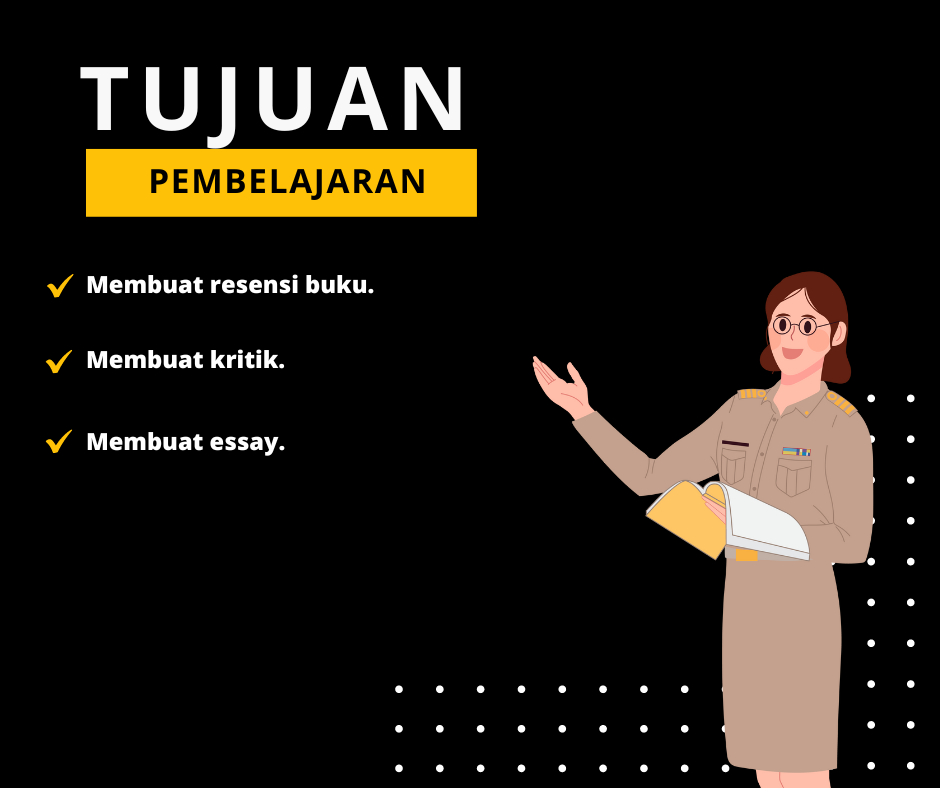 TUJUAN
PEMBELAJARAN
Membuat resensi buku.
Membuat kritik.
Membuat essay.